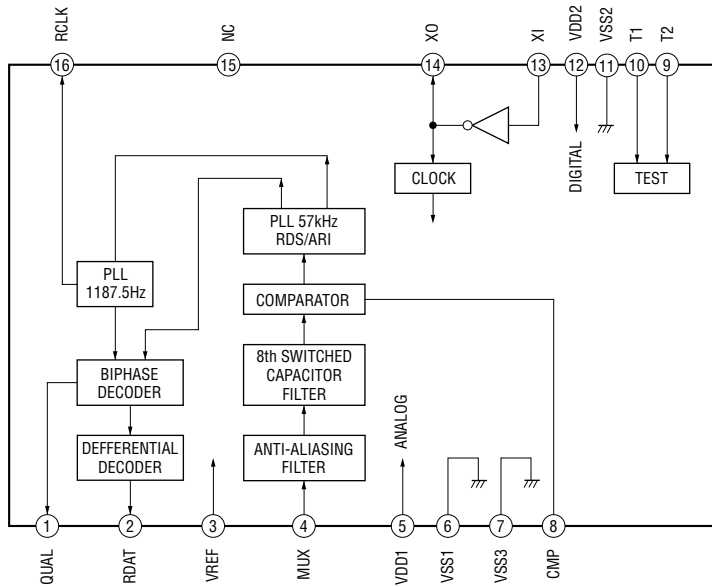 RCLK
NC
XO
XI
VDD2
VSS2
T1
T2
16
15
14
13
12
11
10
9
CLOCK
DIGITAL
TEST
PLL 57kHz
RDS/ARI
PLL
1187.5Hz
COMPARATOR
8th SWITCHED
CAPACITOR
FILTER
BIPHASE
DECODER
DEFFERENTIAL
DECODER
ANTI-ALIASING
FILTER
ANALOG
1
2
3
4
5
6
7
8
QUAL
RDAT
VREF
MUX
VDD1
VSS1
VSS3
CMP